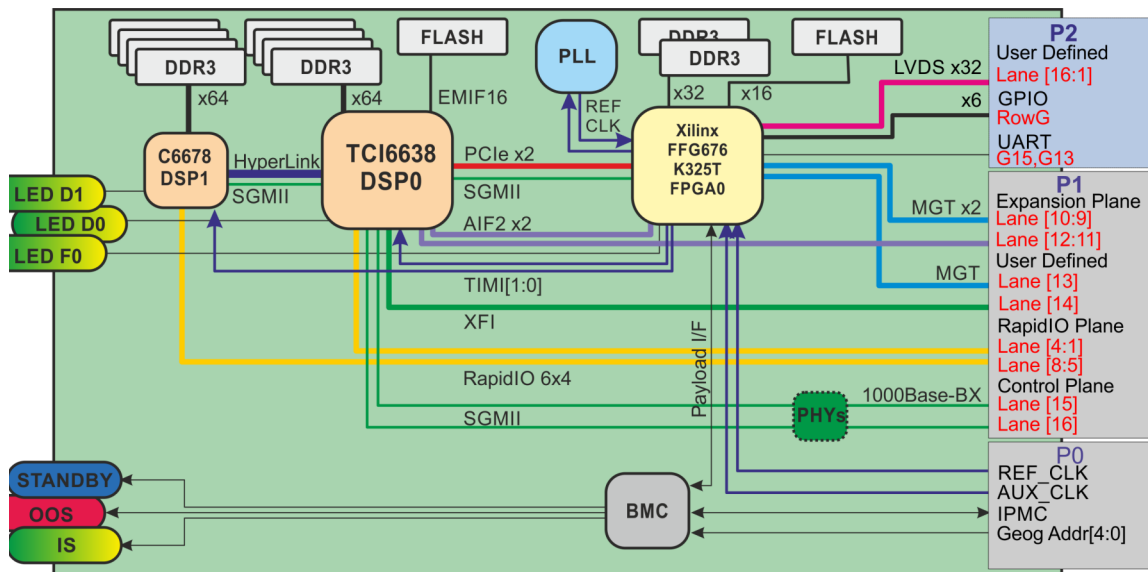 DDR3
DDR3
FLASH
PLL
DDR3
FLASH
P2
User Defined
LVDS x32
Lane [16:1]
x64
x64
EMIF16
REF
CLK
x32
x16
x6
GPIO
RowG
UART
G15,G13
C6678
DSP1
HyperLink
SGMII
TCI6638
DSP0
PCIe x2
SGMII
Xilinx
FFG676
K325T
FPGA0
P1
Expansion Plane
LED D1
LED D0
LED F0
AIF2 x2
MGT x2
Lane [10:9]
Lane [12:11]
User Defined
MGT
Lane [13]
TIMI[1:0]
Lane [14]
XFI
RapidIO Plane
Lane [4:1]
Lane [8:5]
Payload I/F
RapidIO 6x4
Control Plane
1000Base-BX
Lane [15]
SGMII
PHYs
Lane [16]
P0
STANDBY
REF_CLK
AUX_CLK
OOS
BMC
IPMC
IS
Geog Addr[4:0]